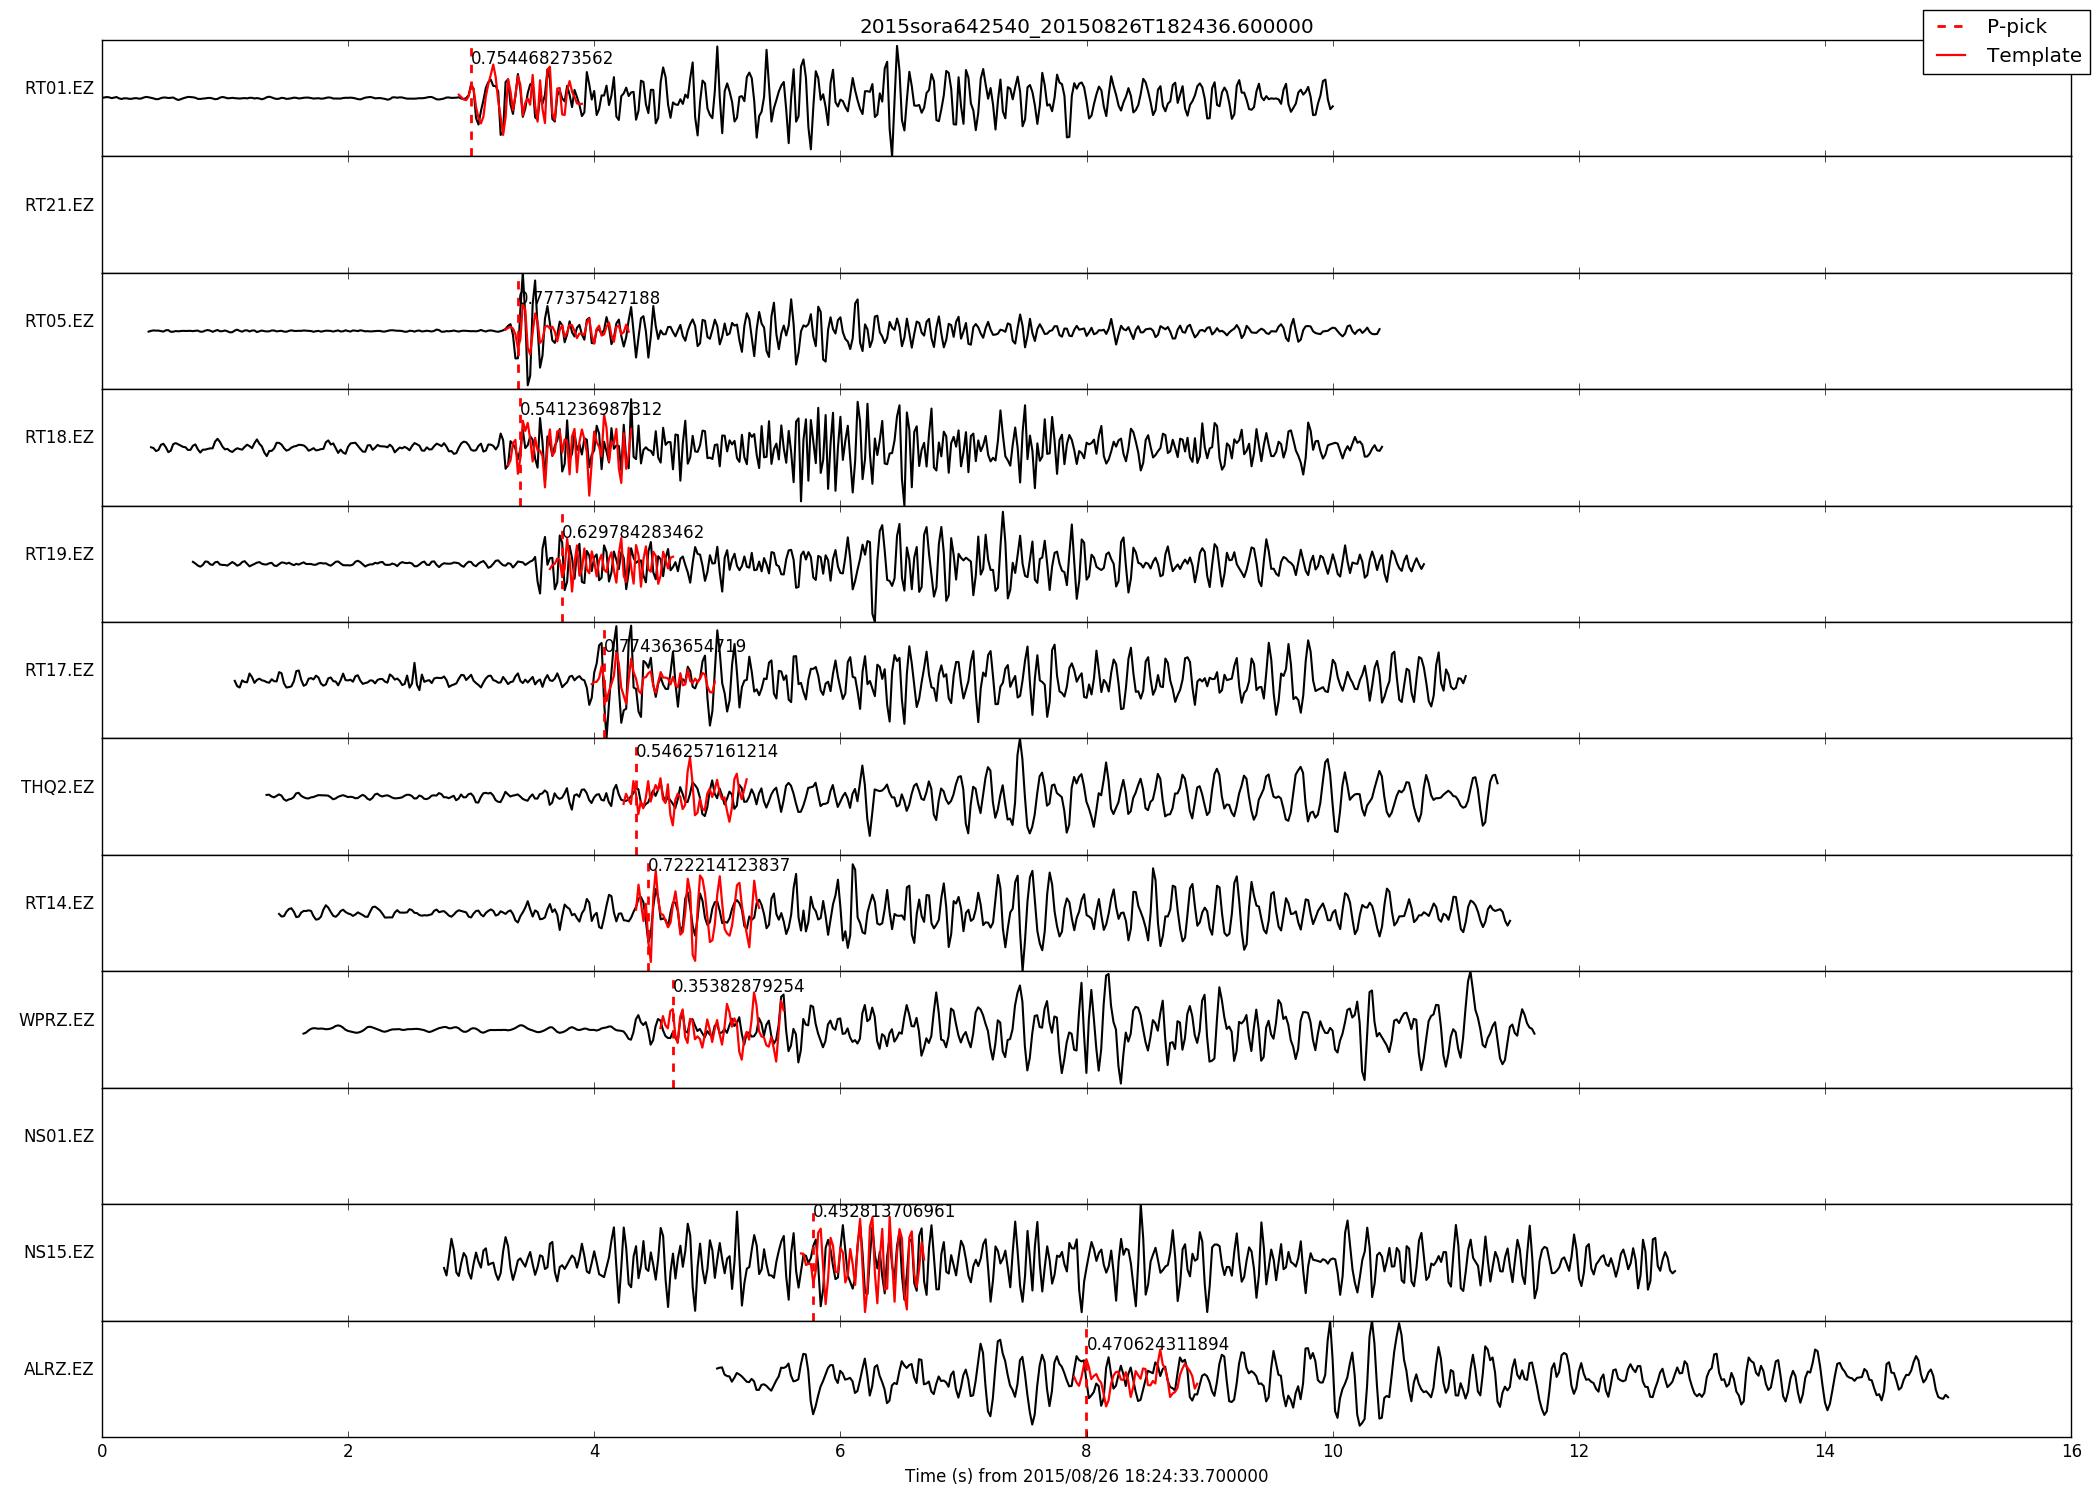 2015sora642540_20150826T182436.600000
P-pick
Template
RT01.EZ
0.754468273562
RT21.EZ
RT05.EZ
0.777375427188
RT18.EZ
0.541236987312
RT19.EZ
0.629784283462
RT17.EZ
0.774363654719
THQ2.EZ
0.546257161214
RT14.EZ
0.722214123837
WPRZ.EZ
0.35382879254
NS01.EZ
NS15.EZ
0.432813706961
ALRZ.EZ
0.470624311894
0 2 4 6 8 10 12 14 16
Time (s) from 2015/08/26 18:24:33.700000